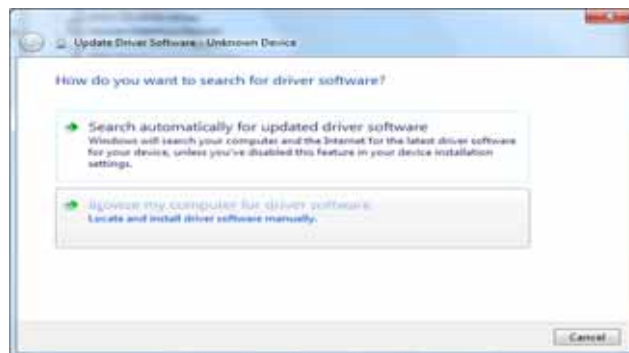 Update Driver Software - Unknown Device
How do you want to search for driver software?
Search automatically for updated driver software
Windows will search your computer and the Internet for the latest driver software
for your device, unless you've disabled this feature in your device installation
settings.
Browse my computer for driver software
Locate and install driver software manually.
Cancel